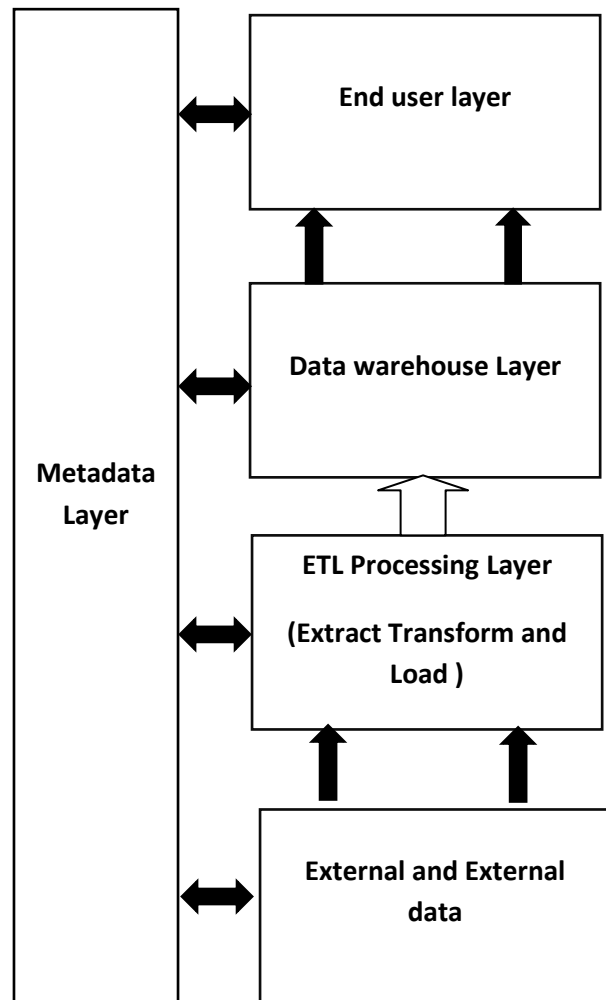 End user layer
Data warehouse Layer
Metadata
Layer
ETL Processing Layer
(Extract Transform and
Load )
External and External
data